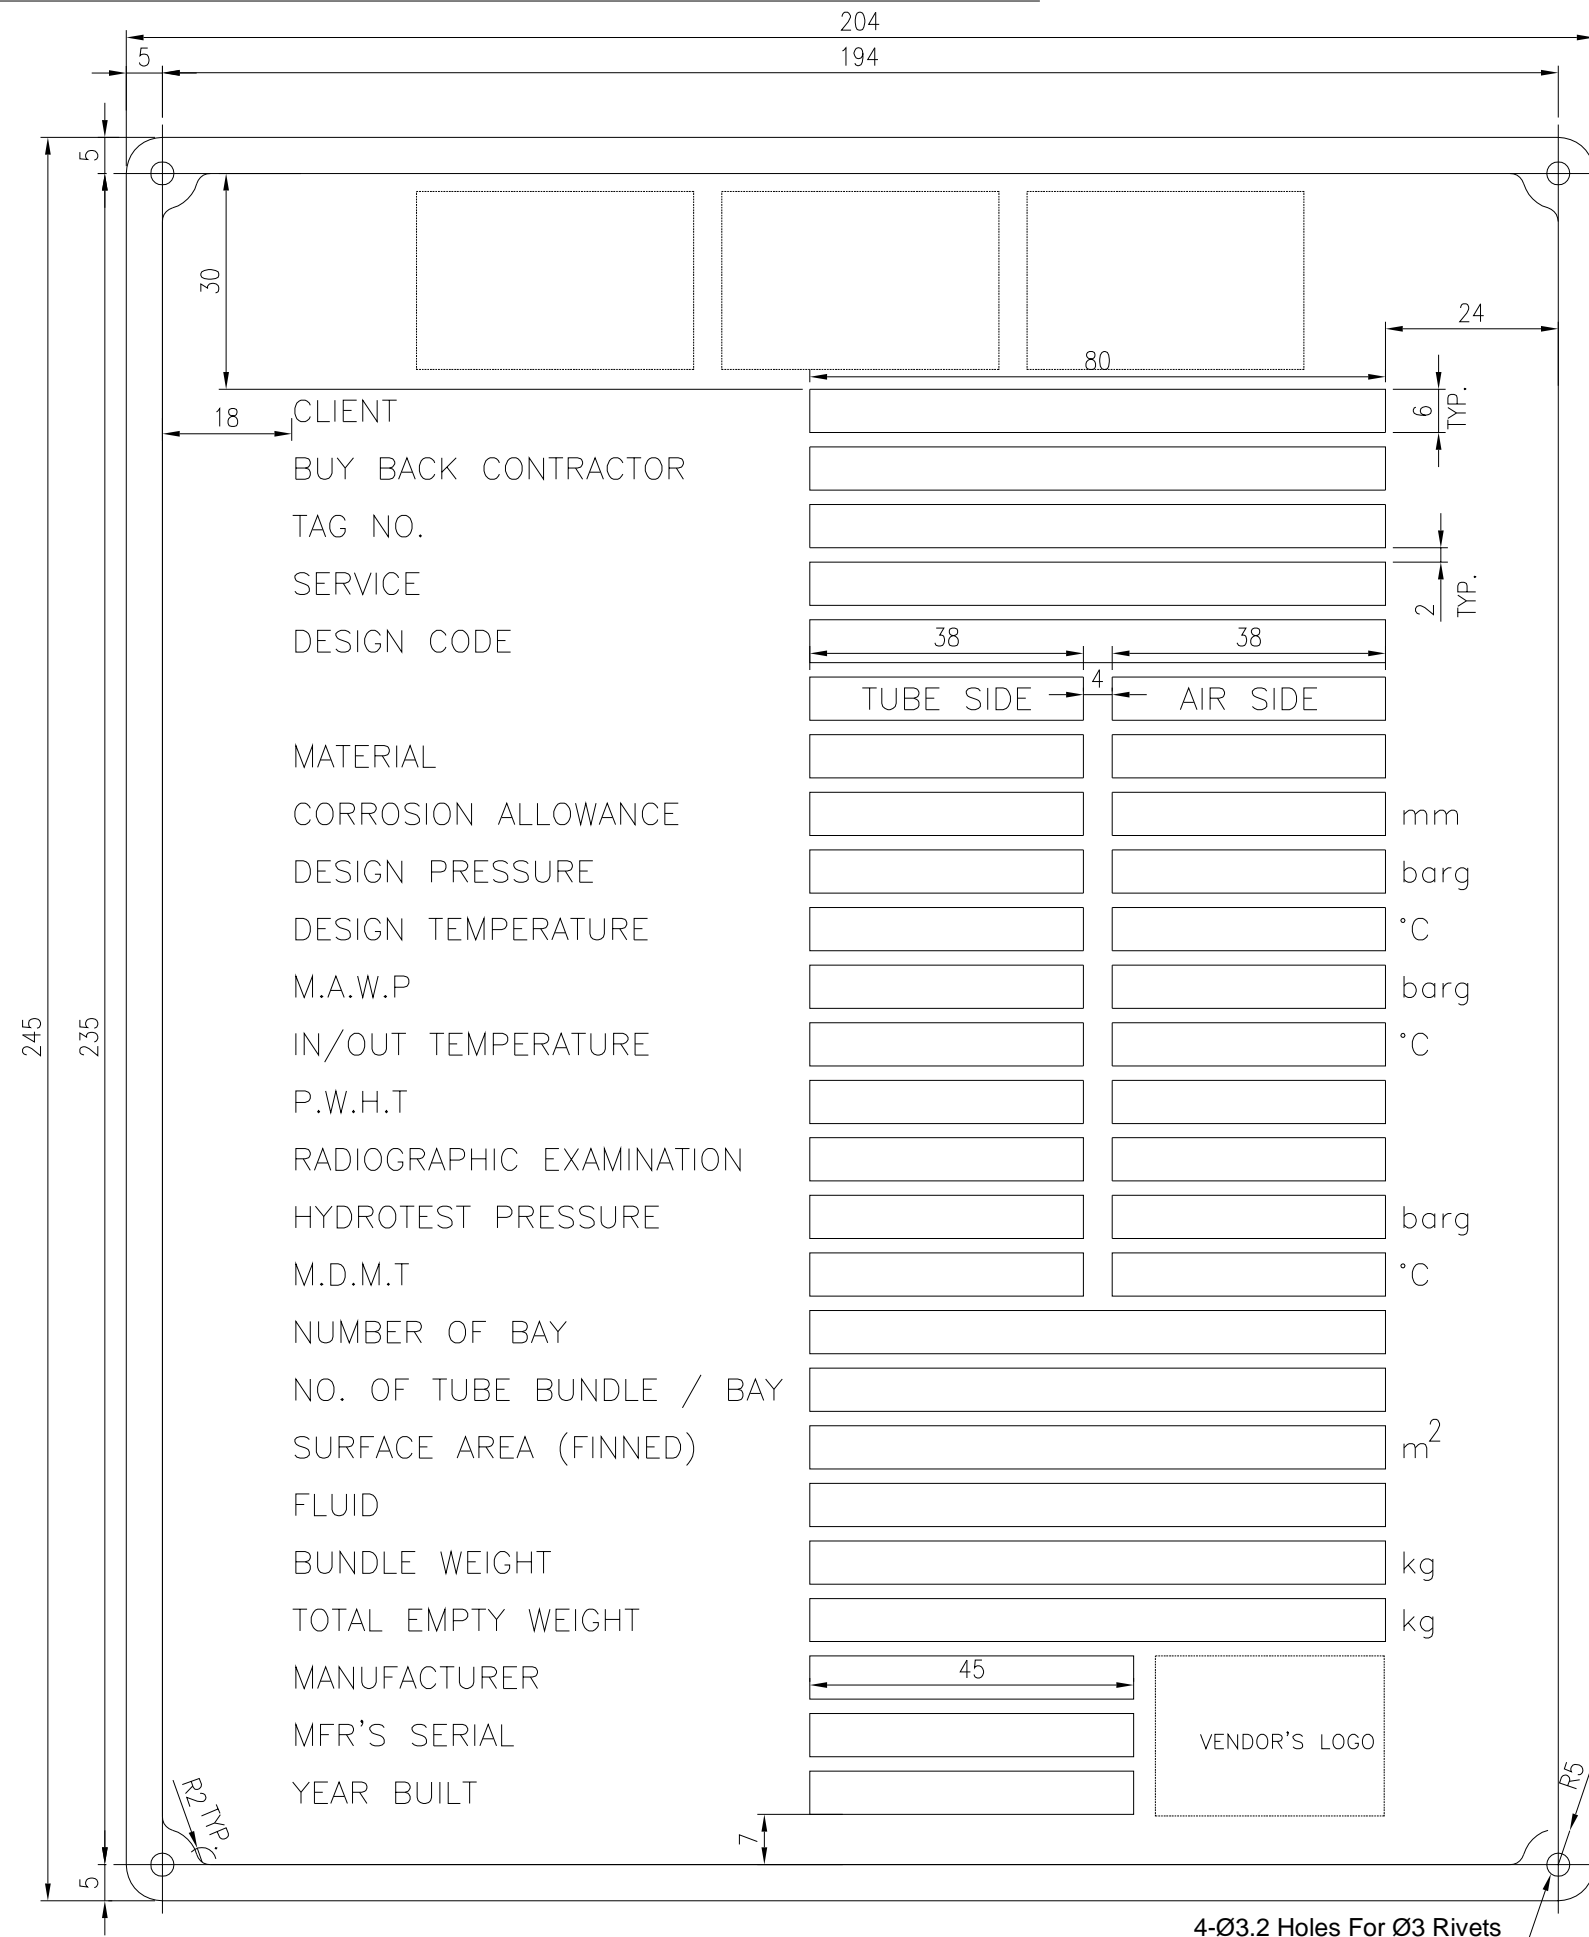 204
5 194
5
30
24
80
CLIENT 6 TYP.
18
BUY BACK CONTRACTOR
TAG NO.
SERVICE 2 TYP.
DESIGN CODE 38 38
TUBE SIDE 4 AIR SIDE
MATERIAL
CORROSION ALLOWANCE mm
DESIGN PRESSURE barg
DESIGN TEMPERATURE °C
M.A.W.P barg
245 235
IN/OUT TEMPERATURE °C
P.W.H.T
RADIOGRAPHIC EXAMINATION
HYDROTEST PRESSURE barg
M.D.M.T °C
NUMBER OF BAY
NO. OF TUBE BUNDLE / BAY
SURFACE AREA (FINNED) m²
FLUID
BUNDLE WEIGHT kg
TOTAL EMPTY WEIGHT kg
MANUFACTURER 45
MFR'S SERIAL VENDOR'S LOGO
YEAR BUILT
R2 TYP. R5
7
5
4-Ø3.2 Holes For Ø3 Rivets